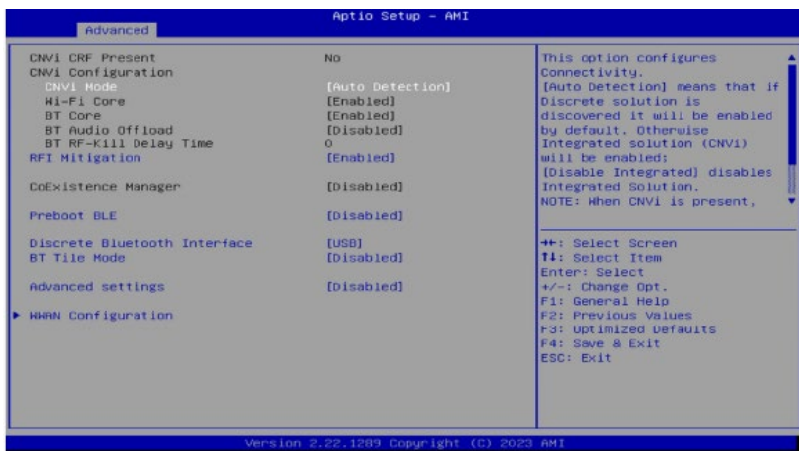 Aptio Setup – AMI
Advanced
CNVi CRF Present No
CNVi Configuration
CNVi Mode [Auto Detection]
Wi-Fi Core [Enabled]
BT Core [Enabled]
BT Audio Offload [Disabled]
BT RF-Kill Delay Time 0
RFI Mitigation [Enabled]
CoExistence Manager [Disabled]
Preboot BLE [Disabled]
Discrete Bluetooth Interface [USB]
BT Tile Mode [Disabled]
Advanced settings [Disabled]
▶ WWAN Configuration
This option configures
Connectivity.
[Auto Detection] means that if
Discrete solution is
discovered it will be enabled
by default. Otherwise
Integrated solution (CNVi)
will be enabled;
[Disable Integrated] disables
Integrated Solution.
NOTE: When CNVi is present,
→←: Select Screen
↑↓: Select Item
Enter: Select
+/-: Change Opt.
F1: General Help
F2: Previous Values
F3: Optimized Defaults
F4: Save & Exit
ESC: Exit
Version 2.22.1289 Copyright (C) 2023 AMI